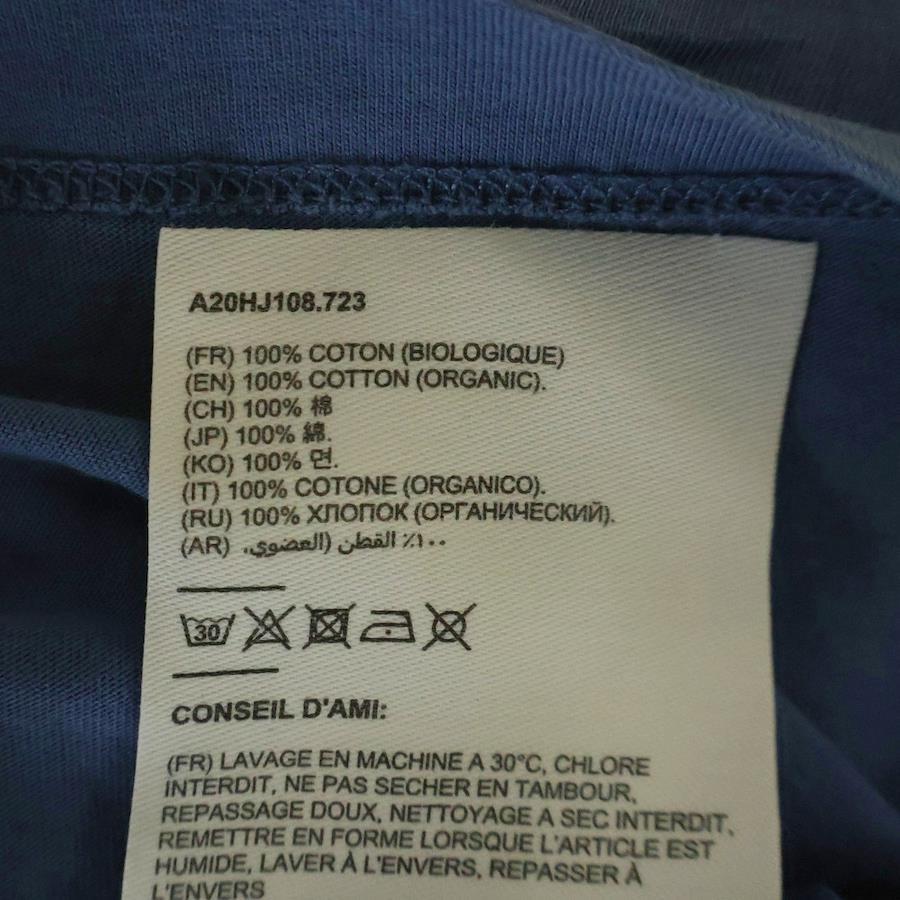 A20HJ108.723
(FR) 100% COTON (BIOLOGIQUE)
(EN) 100% COTTON (ORGANIC).
(CH) 100% 棉
(JP) 100% 綿.
(KO) 100% 면.
(IT) 100% COTONE (ORGANICO).
(RU) 100% ХЛОПОК (ОРГАНИЧЕСКИЙ).
(AR) ١٠٠٪ القطن (العضوي.
30
CONSEIL D'AMI:
(FR) LAVAGE EN MACHINE A 30°C, CHLORE
INTERDIT, NE PAS SECHER EN TAMBOUR,
REPASSAGE DOUX, NETTOYAGE A SEC INTERDIT,
REMETTRE EN FORME LORSQUE L'ARTICLE EST
HUMIDE, LAVER À L'ENVERS, REPASSER À
L'ENVERS